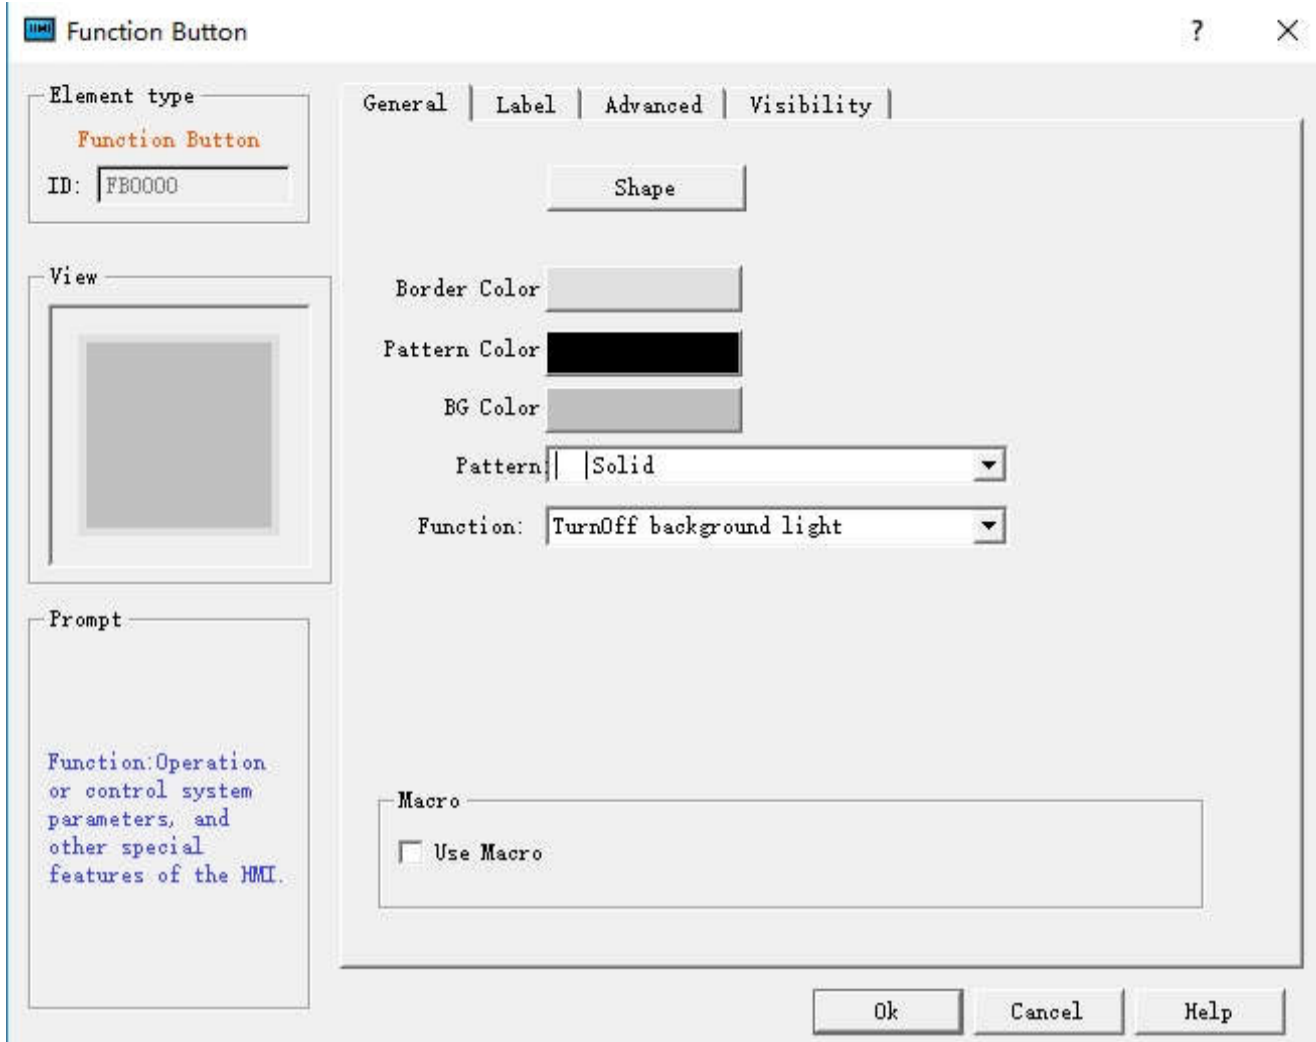 Function Button
?
Element type
Function Button
ID: FB0000
View
Prompt
Function:Operation
or control system
parameters, and
other special
features of the HMI.
General Label Advanced Visibility
Shape
Border Color
Pattern Color
BG Color
Pattern: Solid
Function: TurnOff background light
Macro
Use Macro
Ok Cancel Help